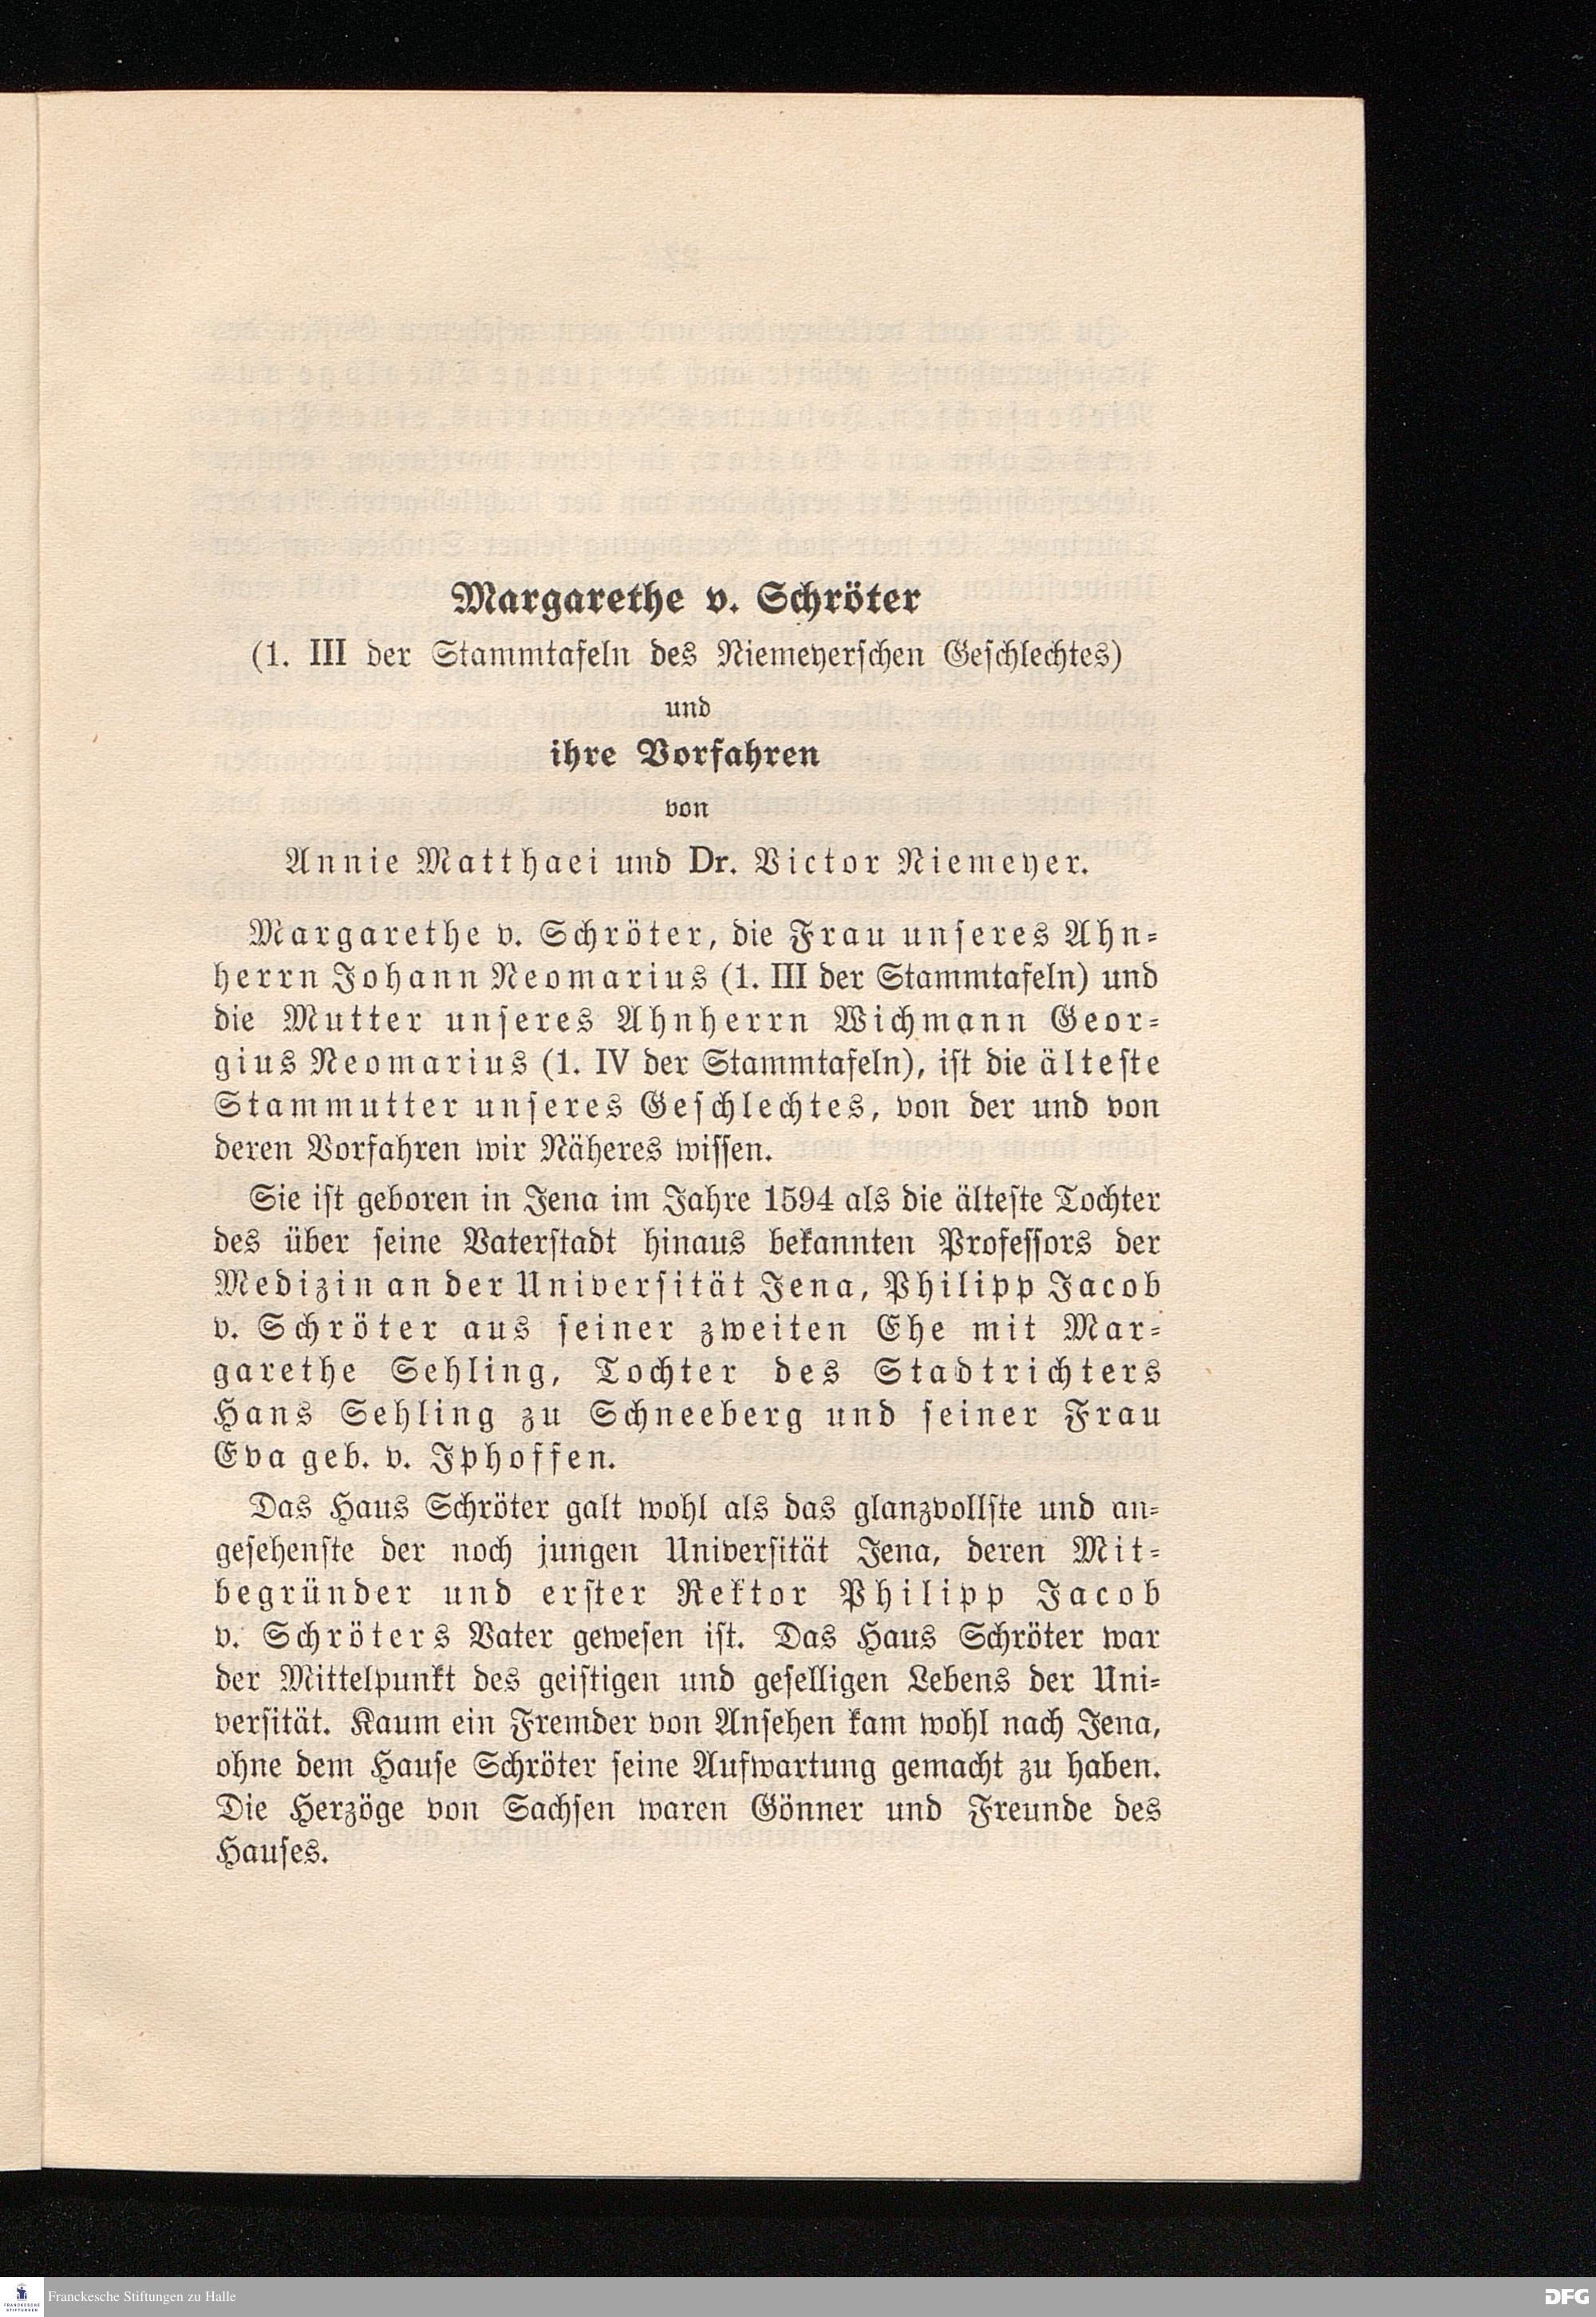 Margarethe v. Schröter
(1. III der Stammtafeln des Niemeyerschen Geschlechtes)
und
ihre Vorfahren
von
Annie Matthaei und Dr. Victor Niemeyer.
Margarethe v. Schröter, die Frau unseres Ahn-
herrn Johann Neomarius (1. III der Stammtafeln) und
die Mutter unseres Ahnherrn Wichmann Geor-
gius Neomarius (1. IV der Stammtafeln), ist die älteste
Stammutter unseres Geschlechtes, von der und von
deren Vorfahren wir Näheres wissen.
Sie ist geboren in Jena im Jahre 1594 als die älteste Tochter
des über seine Vaterstadt hinaus bekannten Professors der
Medizin an der Universität Jena, Philipp Jacob
v. Schröter aus seiner zweiten Ehe mit Mar-
garethe Sehling, Tochter des Stadtrichters
Hans Sehling zu Schneeberg und seiner Frau
Eva geb. v. Iphoffen.
Das Haus Schröter galt wohl als das glanzvollste und an-
gesehenste der noch jungen Universität Jena, deren Mit-
begründer und erster Rektor Philipp Jacob
v. Schröters Vater gewesen ist. Das Haus Schröter war
der Mittelpunkt des geistigen und geselligen Lebens der Uni-
versität. Kaum ein Fremder von Ansehen kam wohl nach Jena,
ohne dem Hause Schröter seine Aufwartung gemacht zu haben.
Die Herzöge von Sachsen waren Gönner und Freunde des
Hauses.
FRANCKESCHE
STIFTUNGEN
Franckesche Stiftungen zu Halle
DFG